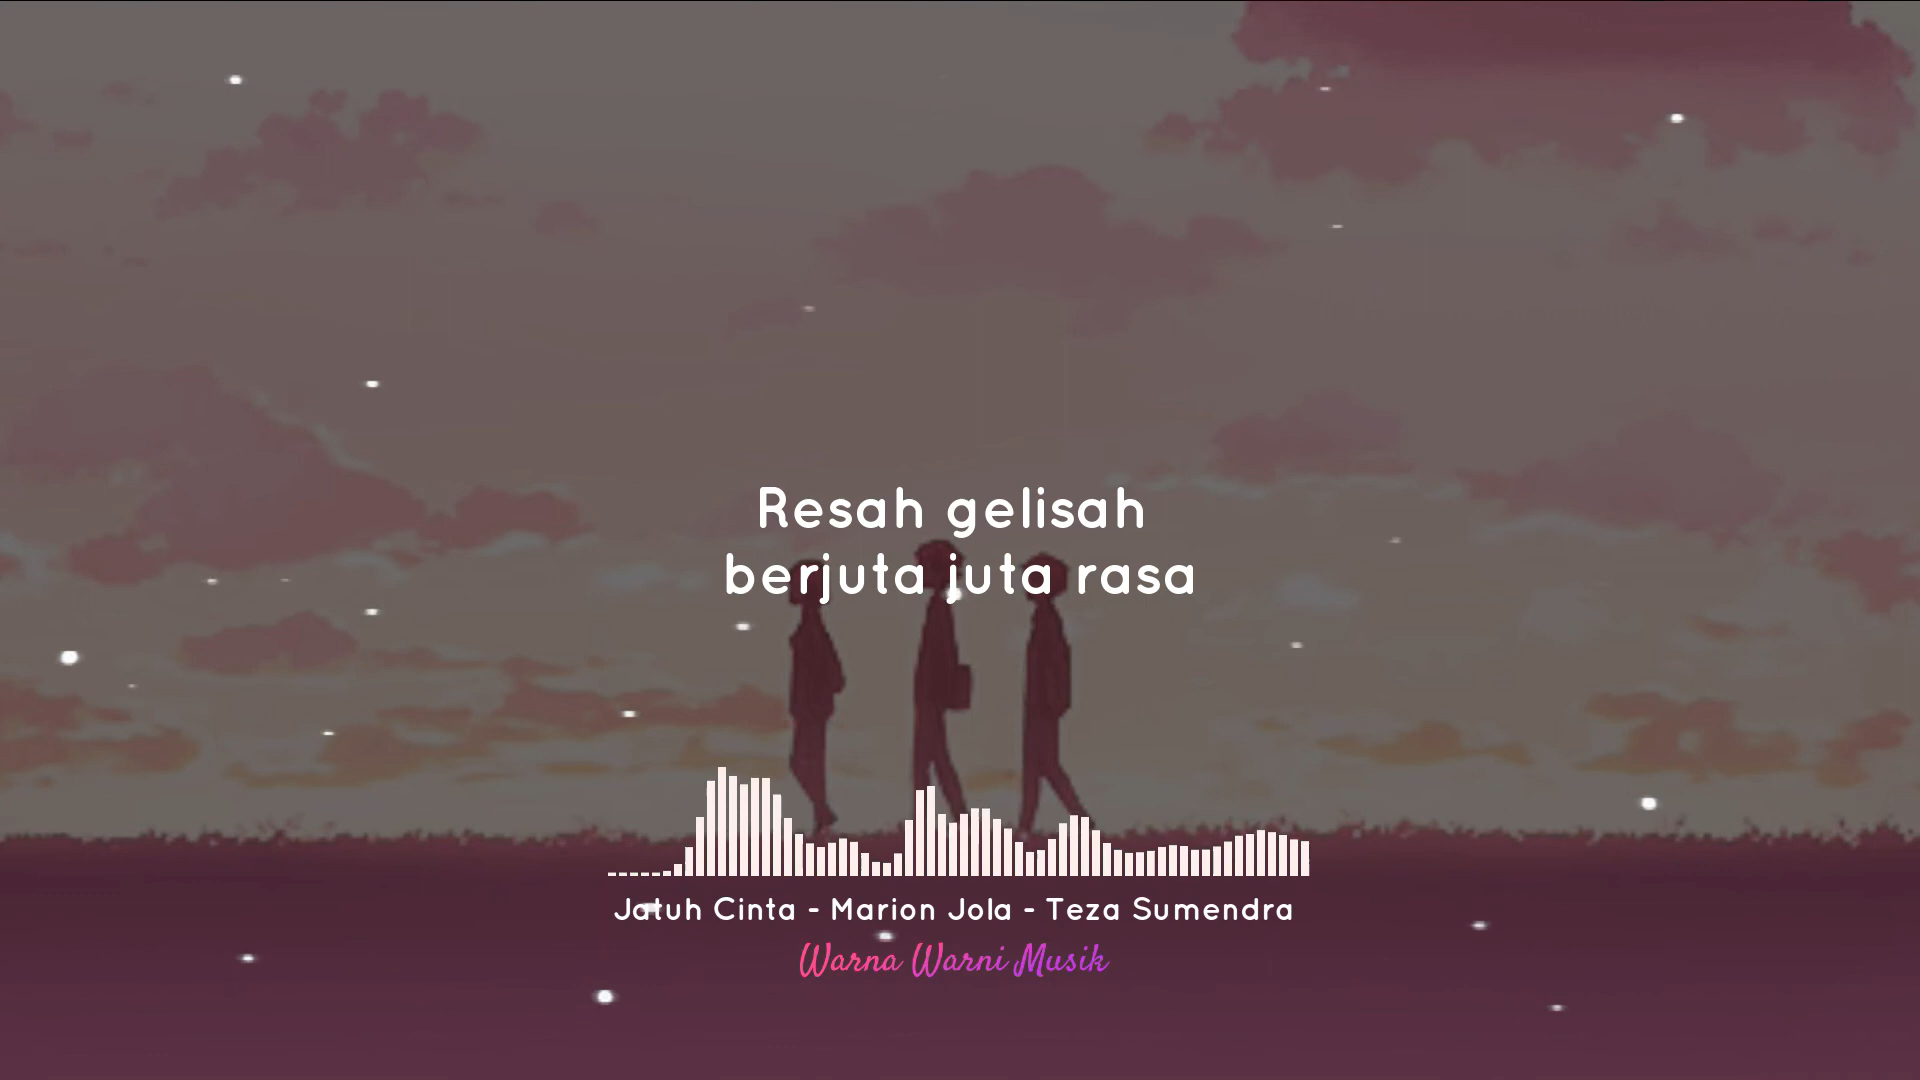 Resah gelisah
berjuta juta rasa
Jatuh Cinta - Marion Jola - Teza Sumendra
Warna Warni Musik